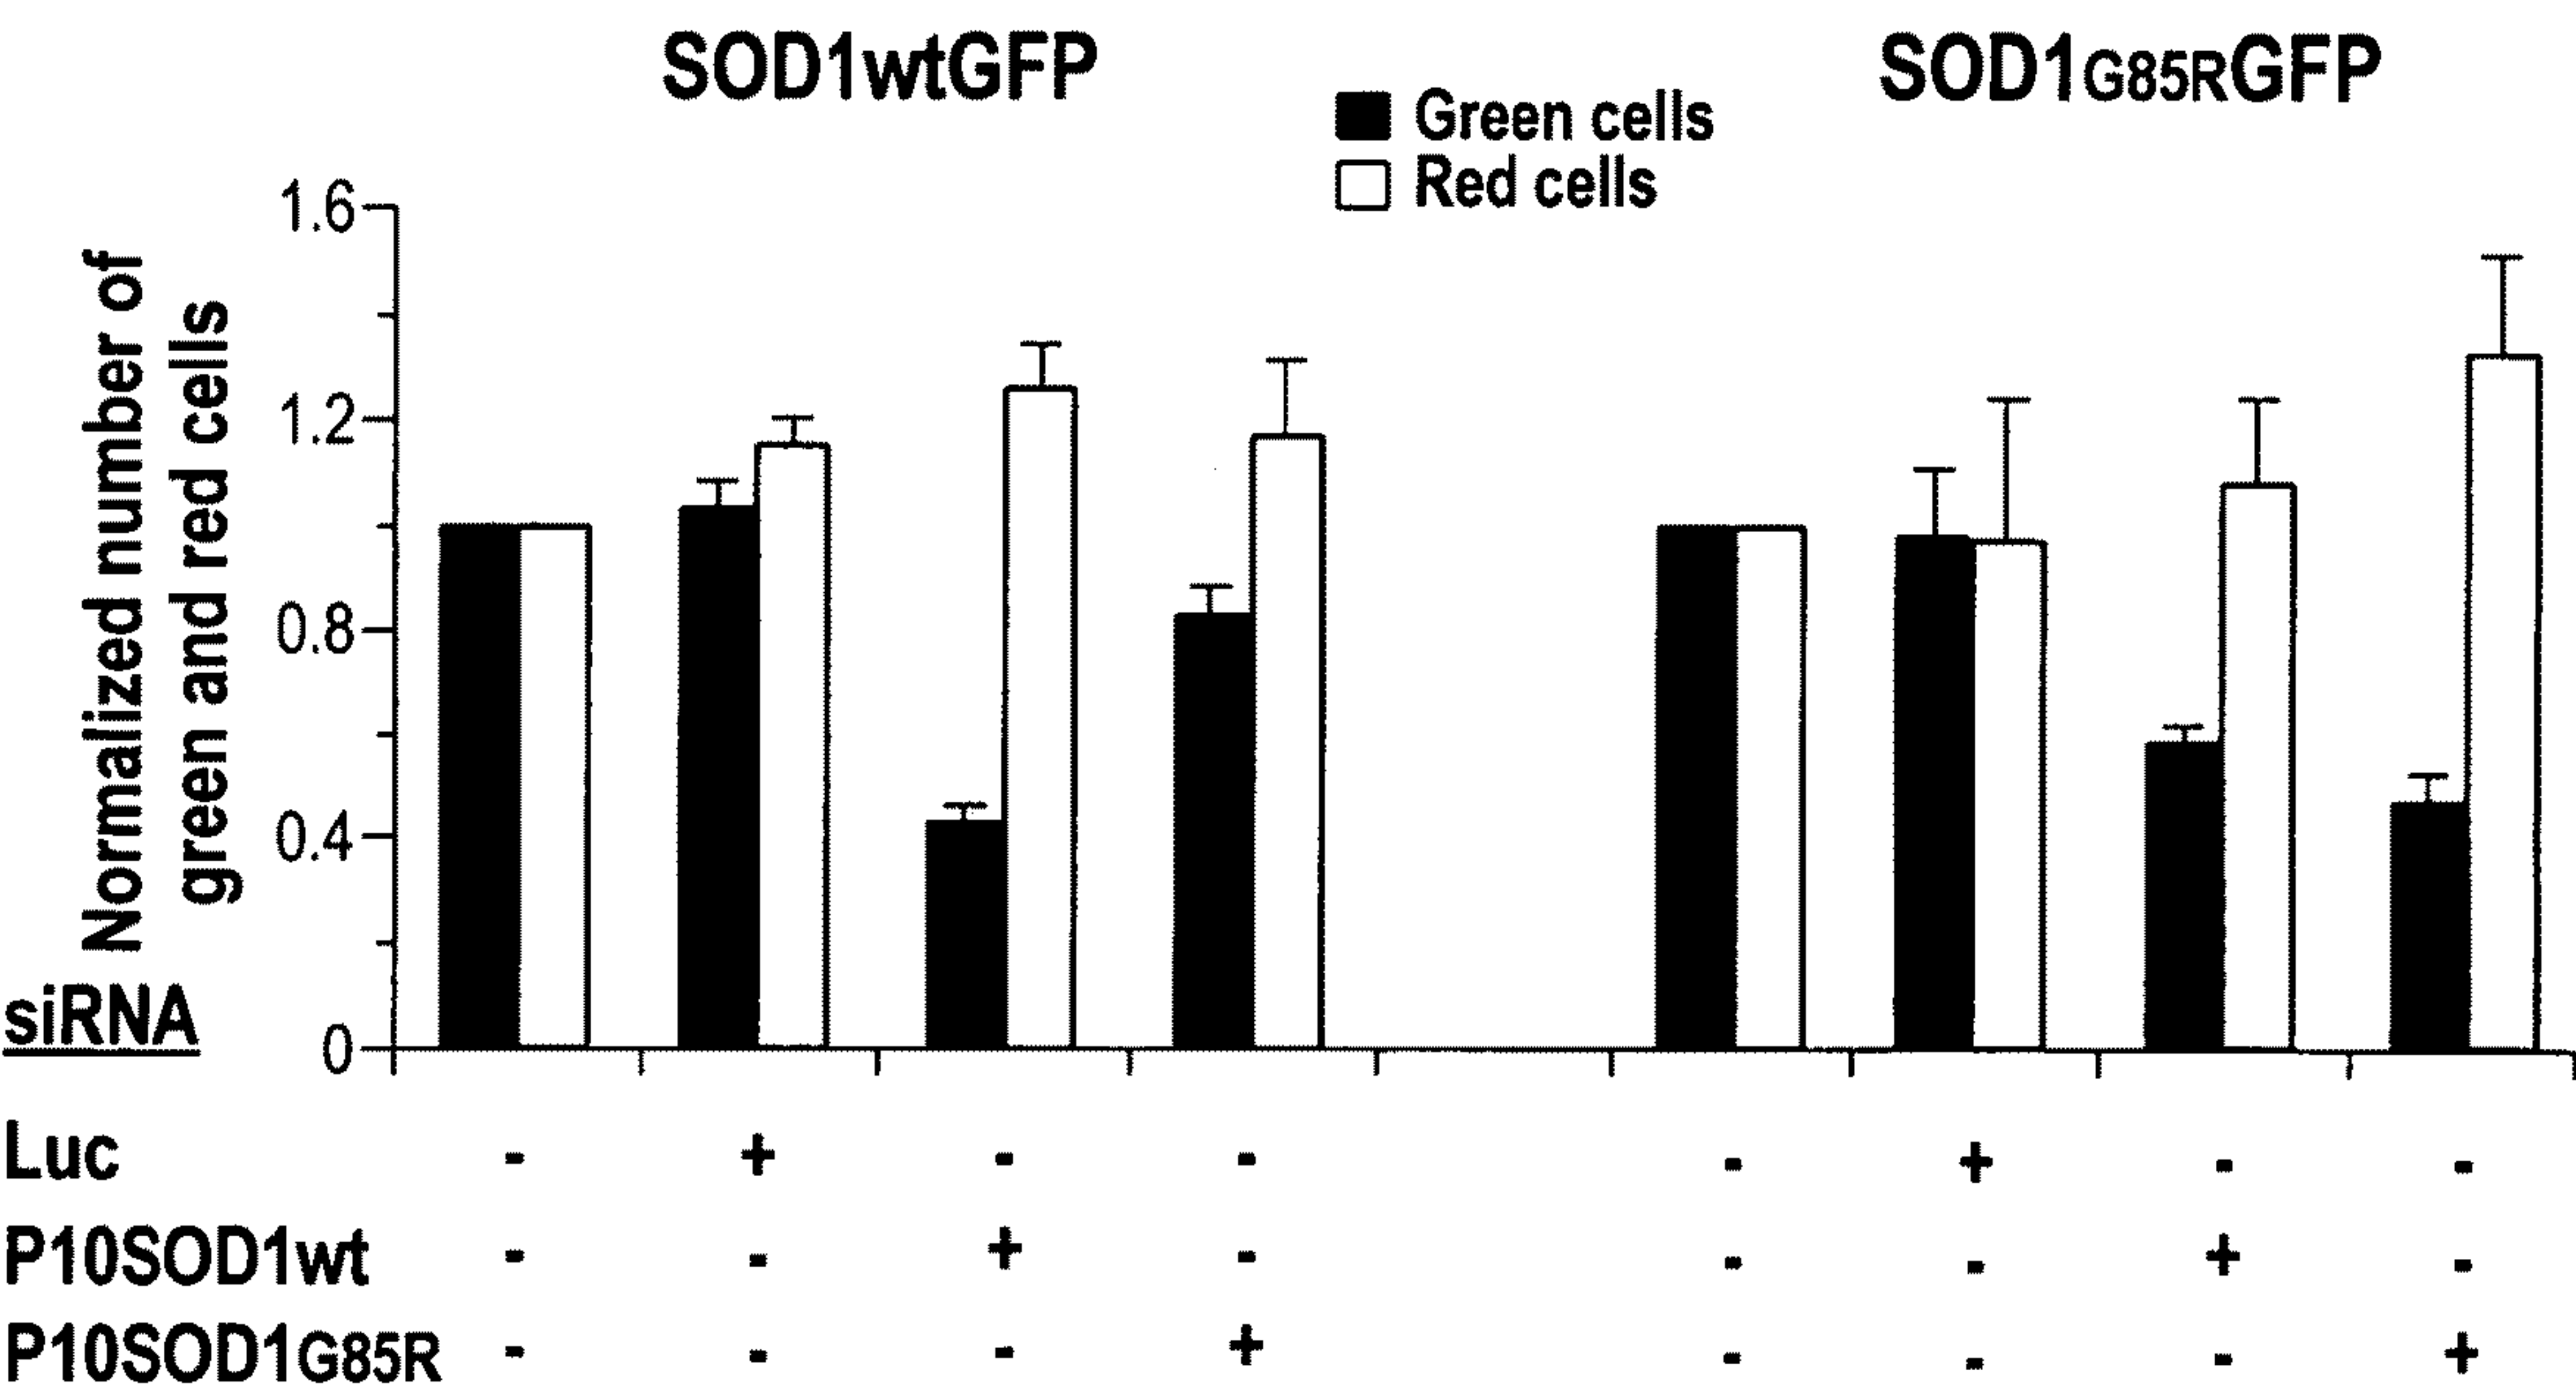 SOD1wtGFP
SOD1G85RGFP
Green cells
Red cells
Normalized number of
green and red cells
1.6
1.2
0.8
0.4
0
siRNA
Luc - + - - - + - -
P10SOD1wt - - + - - - + -
P10SOD1G85R - - - + - - - +